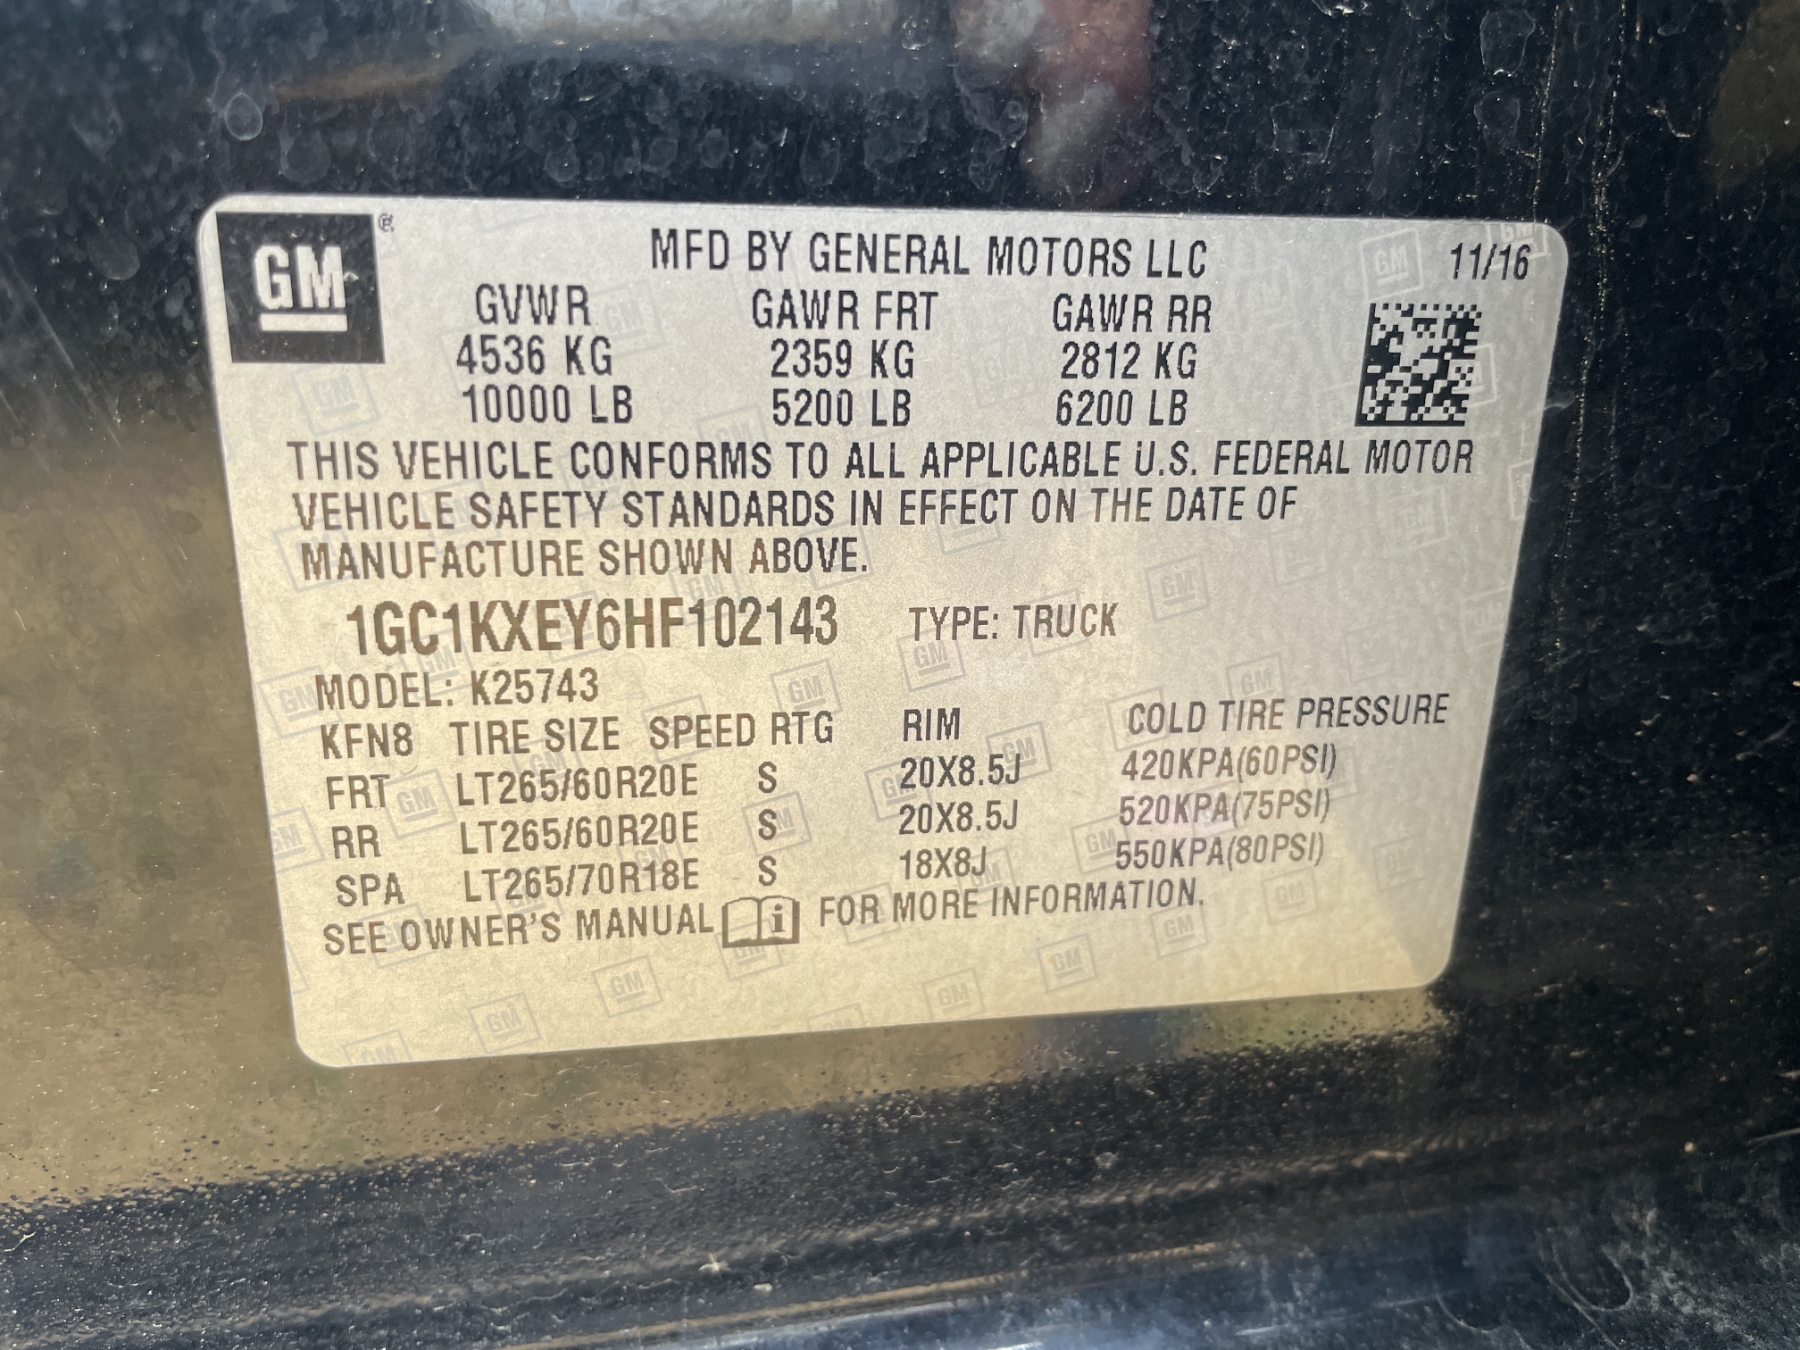 GM ®
MFD BY GENERAL MOTORS LLC 11/16
GVWR GAWR FRT GAWR RR
4536 KG 2359 KG 2812 KG
10000 LB 5200 LB 6200 LB
THIS VEHICLE CONFORMS TO ALL APPLICABLE U.S. FEDERAL MOTOR
VEHICLE SAFETY STANDARDS IN EFFECT ON THE DATE OF
MANUFACTURE SHOWN ABOVE.
1GC1KXEY6HF102143 TYPE: TRUCK
MODEL: K25743
KFN8 TIRE SIZE SPEED RTG RIM COLD TIRE PRESSURE
FRT LT265/60R20E S 20X8.5J 420KPA(60PSI)
RR LT265/60R20E S 20X8.5J 520KPA(75PSI)
SPA LT265/70R18E S 18X8J 550KPA(80PSI)
SEE OWNER'S MANUAL i FOR MORE INFORMATION.